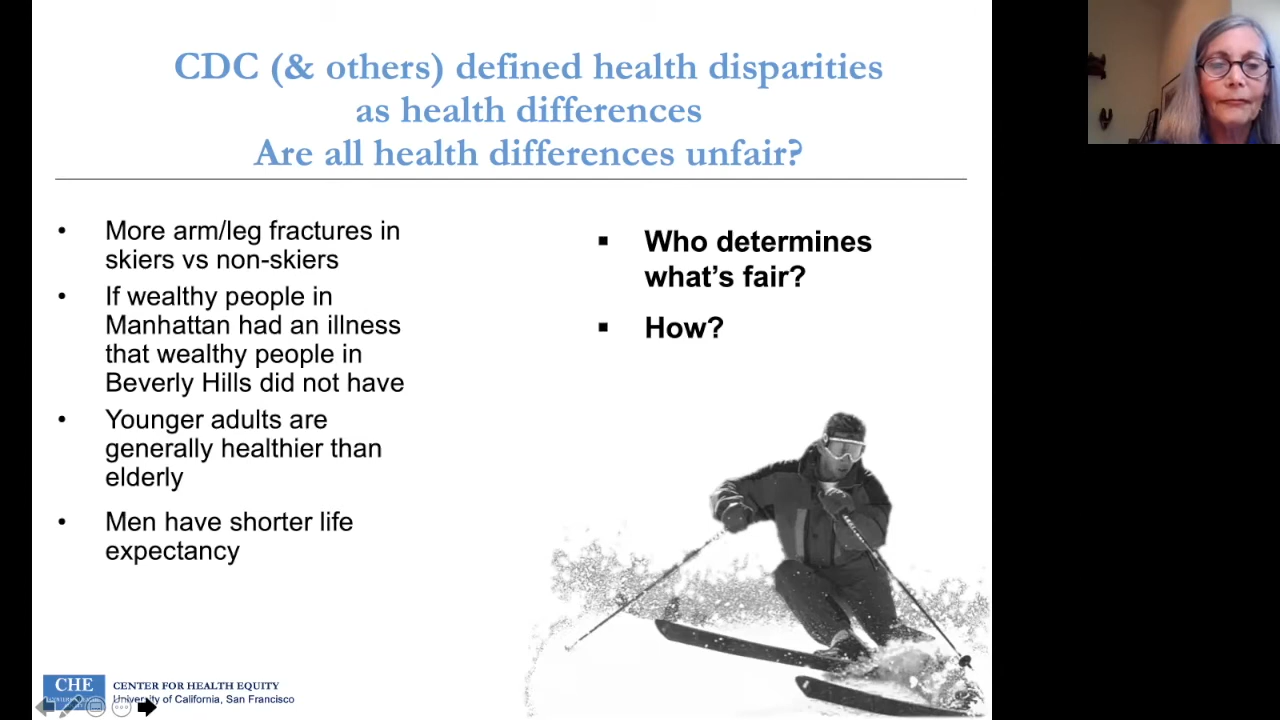 CDC (& others) defined health disparities
as health differences
Are all health differences unfair?
• More arm/leg fractures in
skiers vs non-skiers
• If wealthy people in
Manhattan had an illness
that wealthy people in
Beverly Hills did not have
• Younger adults are
generally healthier than
elderly
• Men have shorter life
expectancy
▪ Who determines
what’s fair?
▪ How?
CHE
CENTER FOR HEALTH EQUITY
University of California, San Francisco